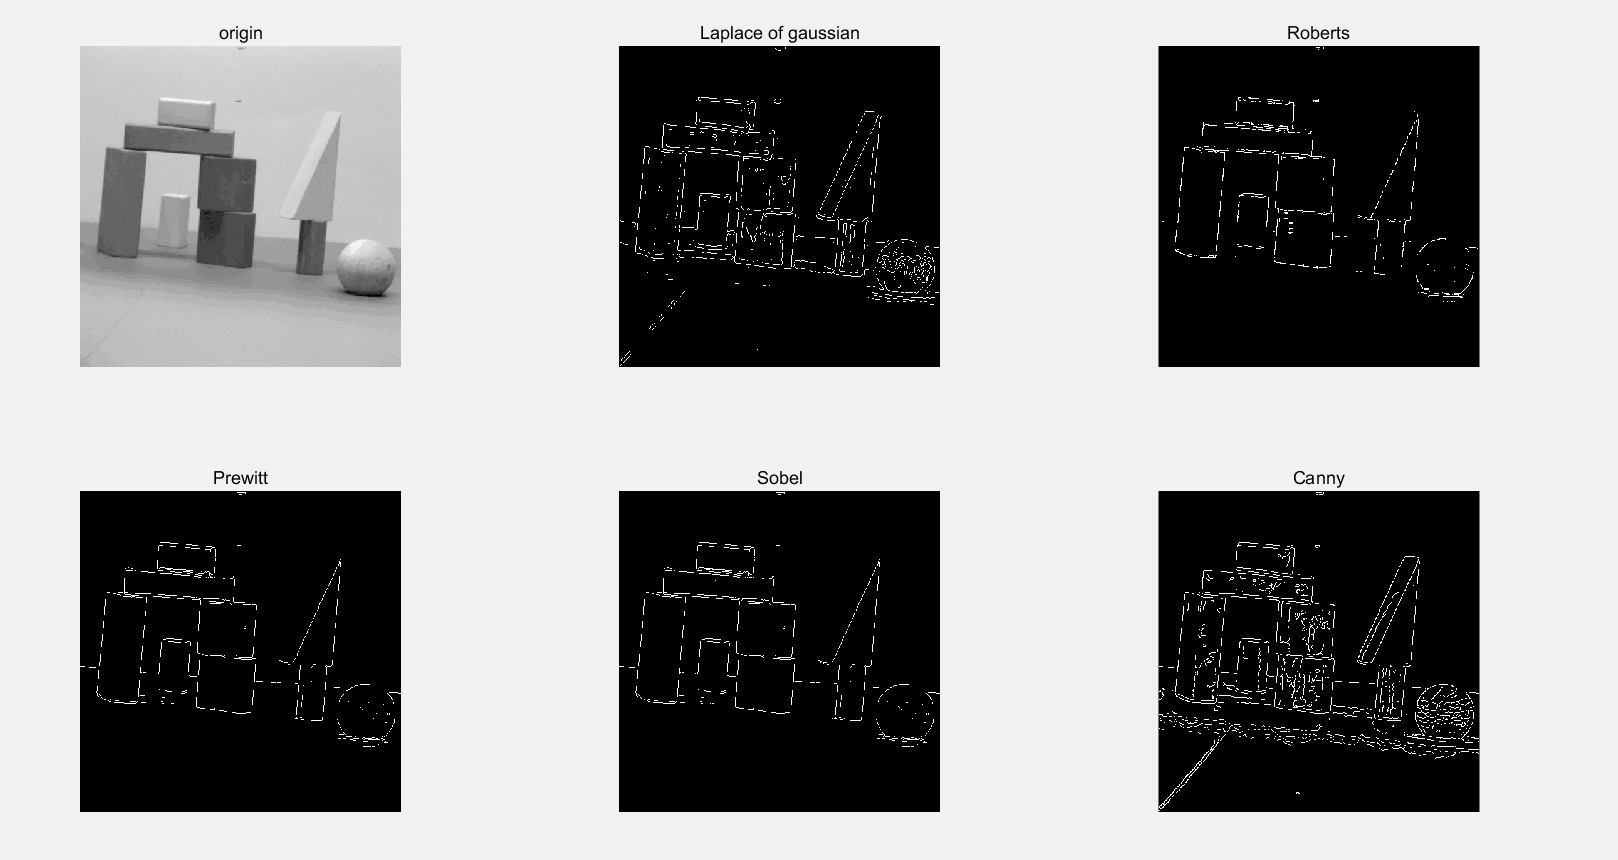 origin
Laplace of gaussian
Roberts
Prewitt
Sobel
Canny